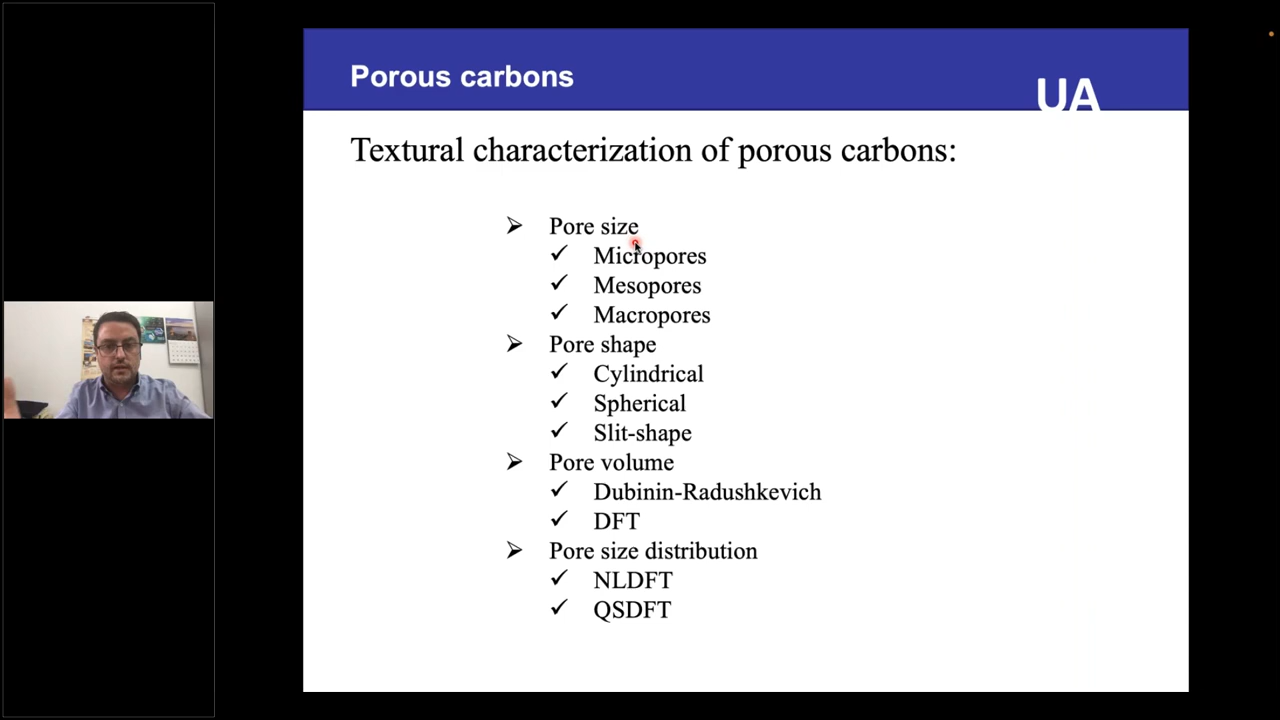 Porous carbons
UA
Textural characterization of porous carbons:
➢ Pore size
✓ Micropores
✓ Mesopores
✓ Macropores
➢ Pore shape
✓ Cylindrical
✓ Spherical
✓ Slit-shape
➢ Pore volume
✓ Dubinin-Radushkevich
✓ DFT
➢ Pore size distribution
✓ NLDFT
✓ QSDFT